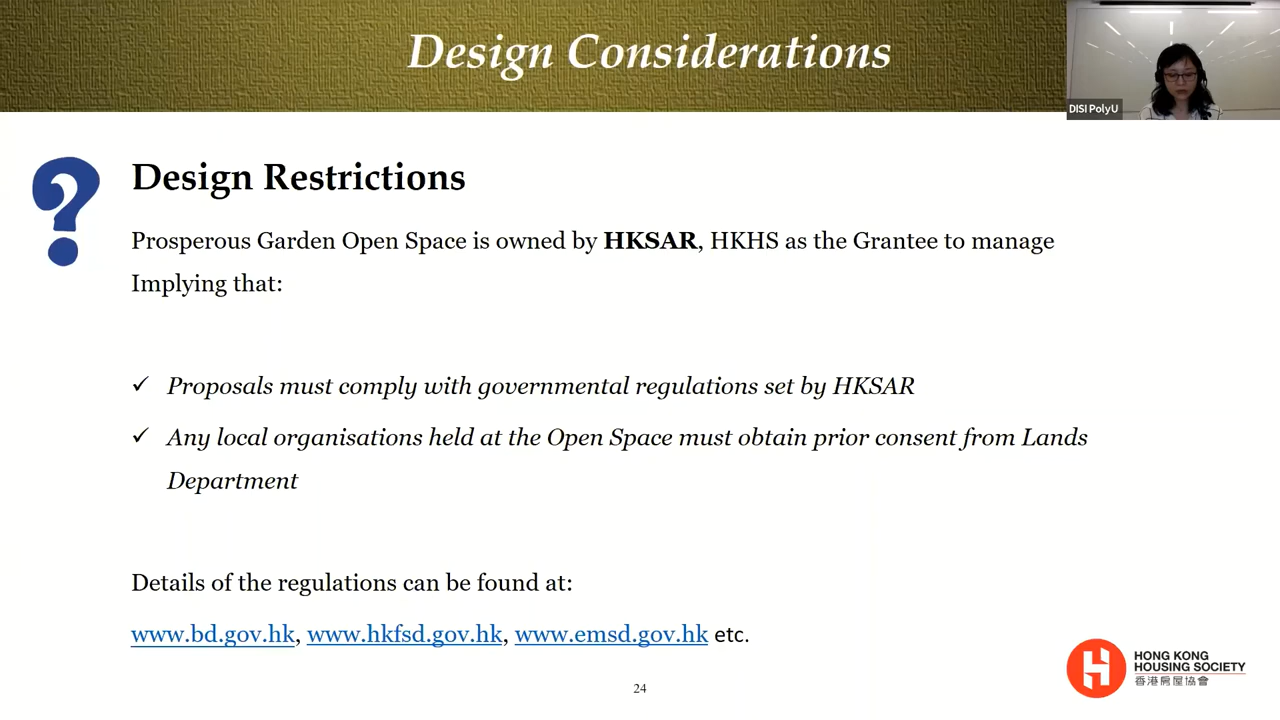 Design Considerations
DISI PolyU
?
Design Restrictions
Prosperous Garden Open Space is owned by HKSAR, HKHS as the Grantee to manage
Implying that:
✓ Proposals must comply with governmental regulations set by HKSAR
✓ Any local organisations held at the Open Space must obtain prior consent from Lands
Department
Details of the regulations can be found at:
www.bd.gov.hk, www.hkfsd.gov.hk, www.emsd.gov.hk etc.
24
HONG KONG
HOUSING SOCIETY
香港房屋協會